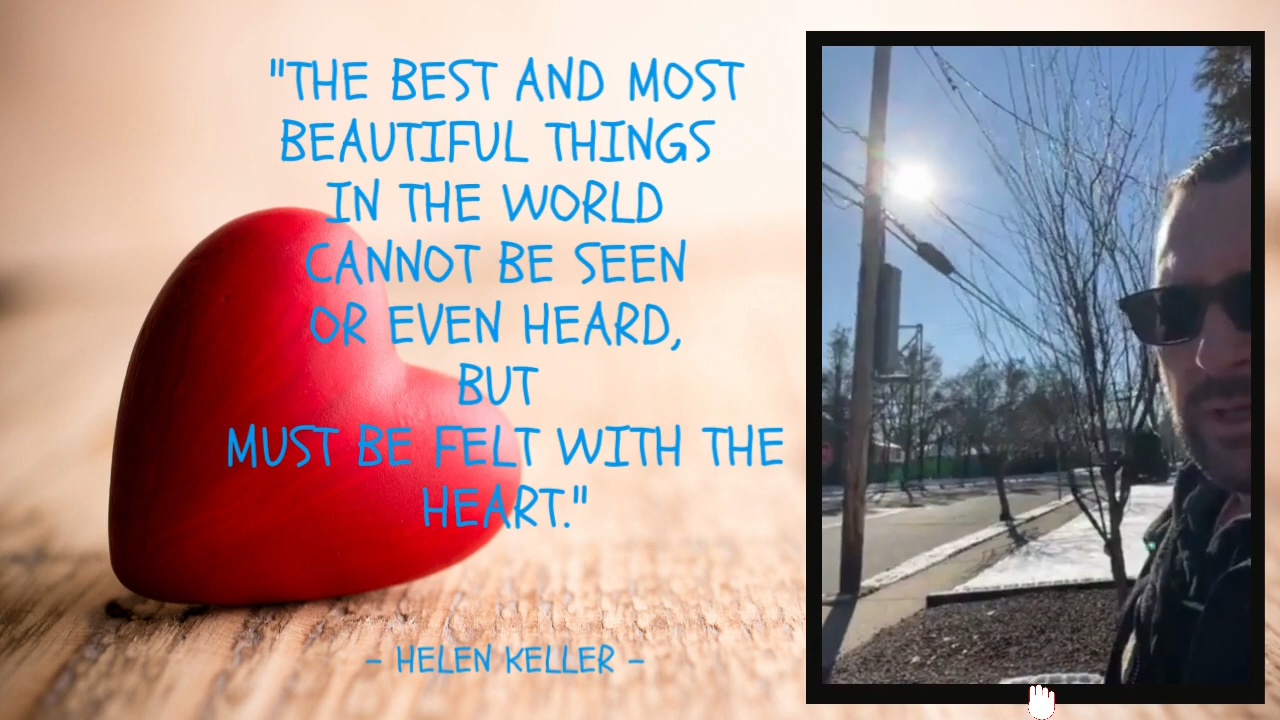 "THE BEST AND MOST
BEAUTIFUL THINGS
IN THE WORLD
CANNOT BE SEEN
OR EVEN HEARD,
BUT
MUST BE FELT WITH THE
HEART."
- HELEN KELLER -